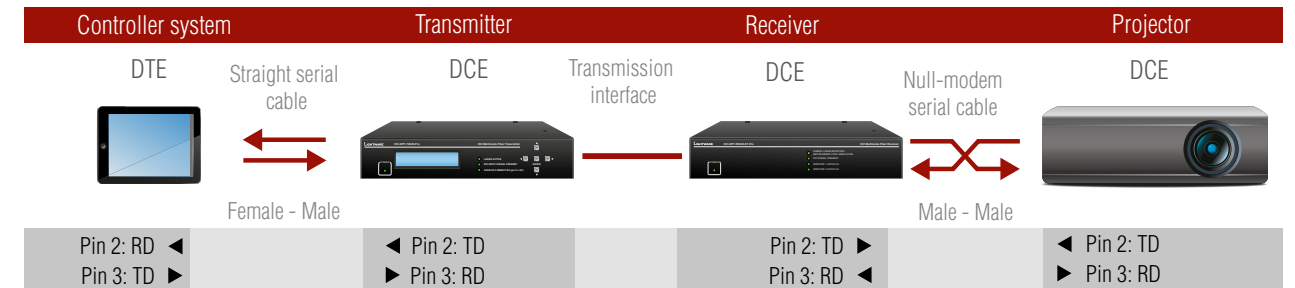 Controller system
Transmitter
Receiver
Projector
DTE
Straight serial
cable
DCE
Transmission
interface
DCE
Null-modem
serial cable
DCE
Lightware
Female - Male
Male - Male
Pin 2: RD ◄
◄ Pin 2: TD
Pin 2: TD ►
◄ Pin 2: TD
Pin 3: TD ►
► Pin 3: RD
Pin 3: RD ◄
► Pin 3: RD